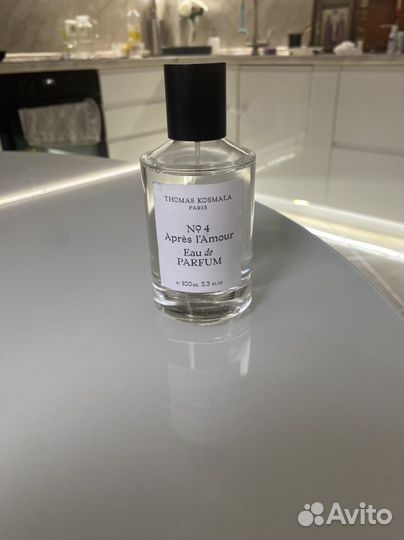 THOMAS KOSMALA
PARIS
Nº 4
Après l'Amour
Eau de
PARFUM
℮ 100ML 3.3 FL.OZ
Avito